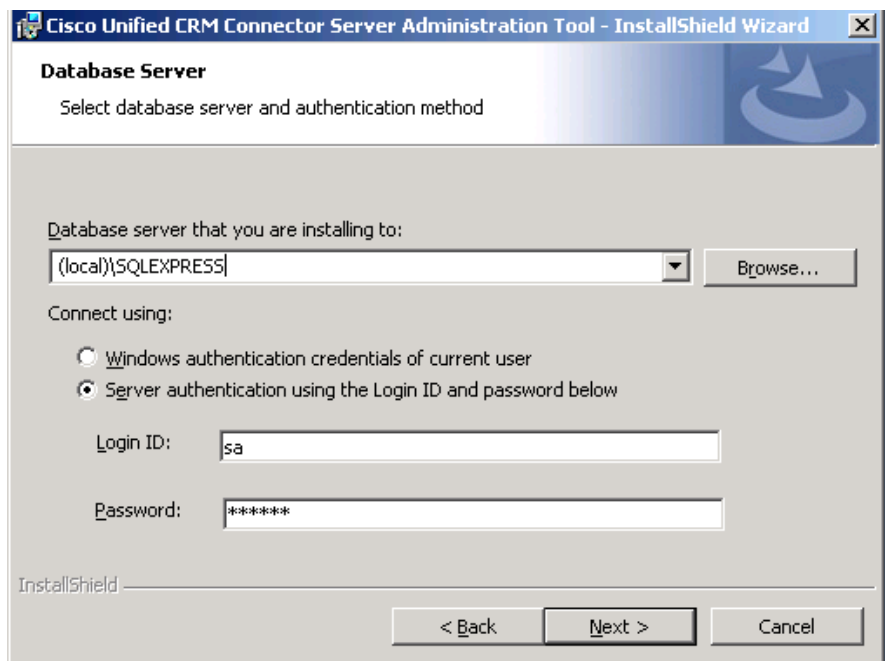 Cisco Unified CRM Connector Server Administration Tool - InstallShield Wizard
Database Server
Select database server and authentication method
Database server that you are installing to:
(local)\SQLEXPRESS
Browse...
Connect using:
Windows authentication credentials of current user
Server authentication using the Login ID and password below
Login ID:
sa
Password:
******
InstallShield
< Back
Next >
Cancel